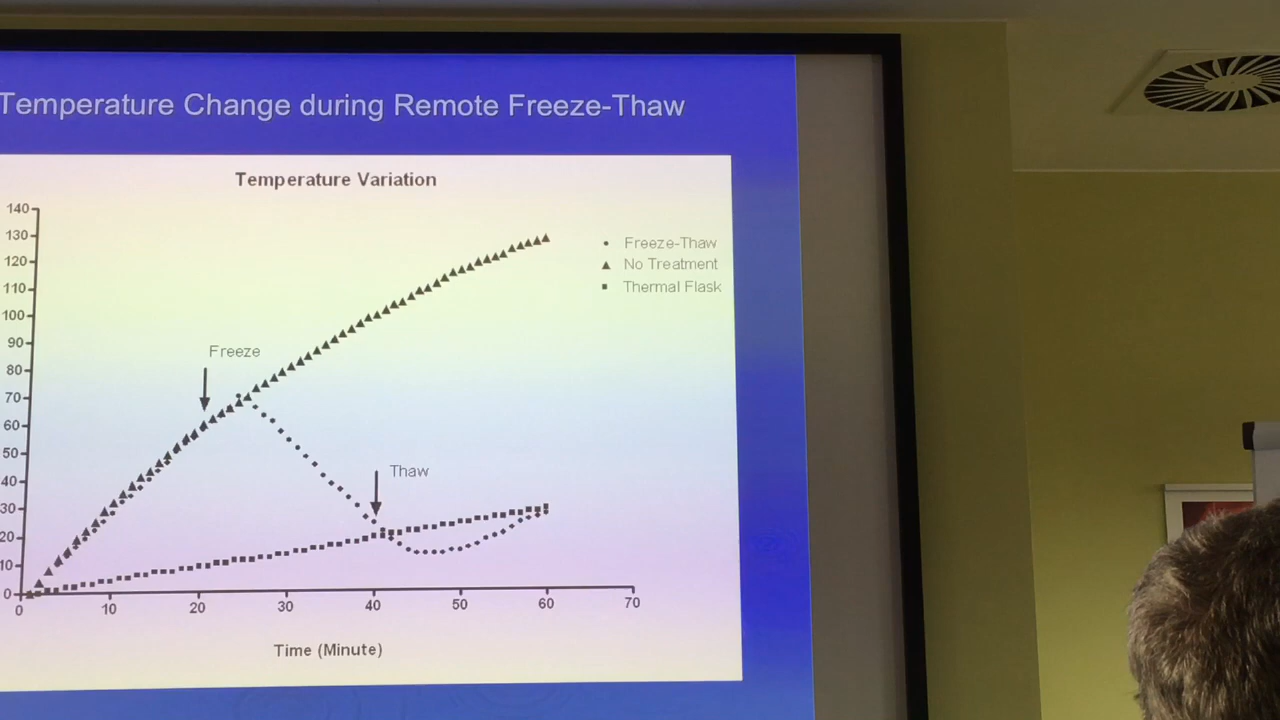 Temperature Change during Remote Freeze-Thaw
Temperature Variation
140
130
120
110
100
90
80
70
60
50
40
30
20
10
0
Freeze-Thaw
No Treatment
Thermal Flask
Freeze
Thaw
0 10 20 30 40 50 60 70
Time (Minute)